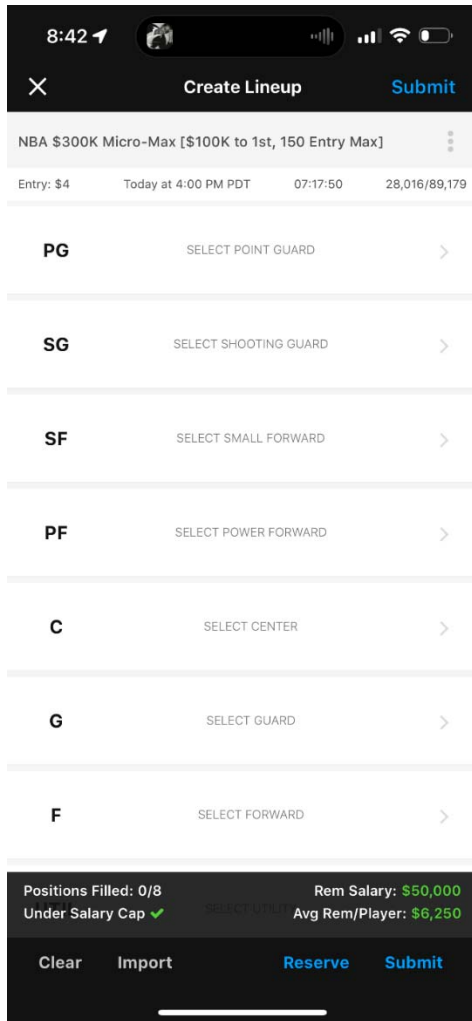 8:42
Create Lineup Submit
NBA $300K Micro-Max [$100K to 1st, 150 Entry Max]
Entry: $4 Today at 4:00 PM PDT 07:17:50 28,016/89,179
PG SELECT POINT GUARD
SG SELECT SHOOTING GUARD
SF SELECT SMALL FORWARD
PF SELECT POWER FORWARD
C SELECT CENTER
G SELECT GUARD
F SELECT FORWARD
UTIL SELECT UTILITY
Positions Filled: 0/8 Rem Salary: $50,000
Under Salary Cap ✓ Avg Rem/Player: $6,250
Clear Import Reserve Submit